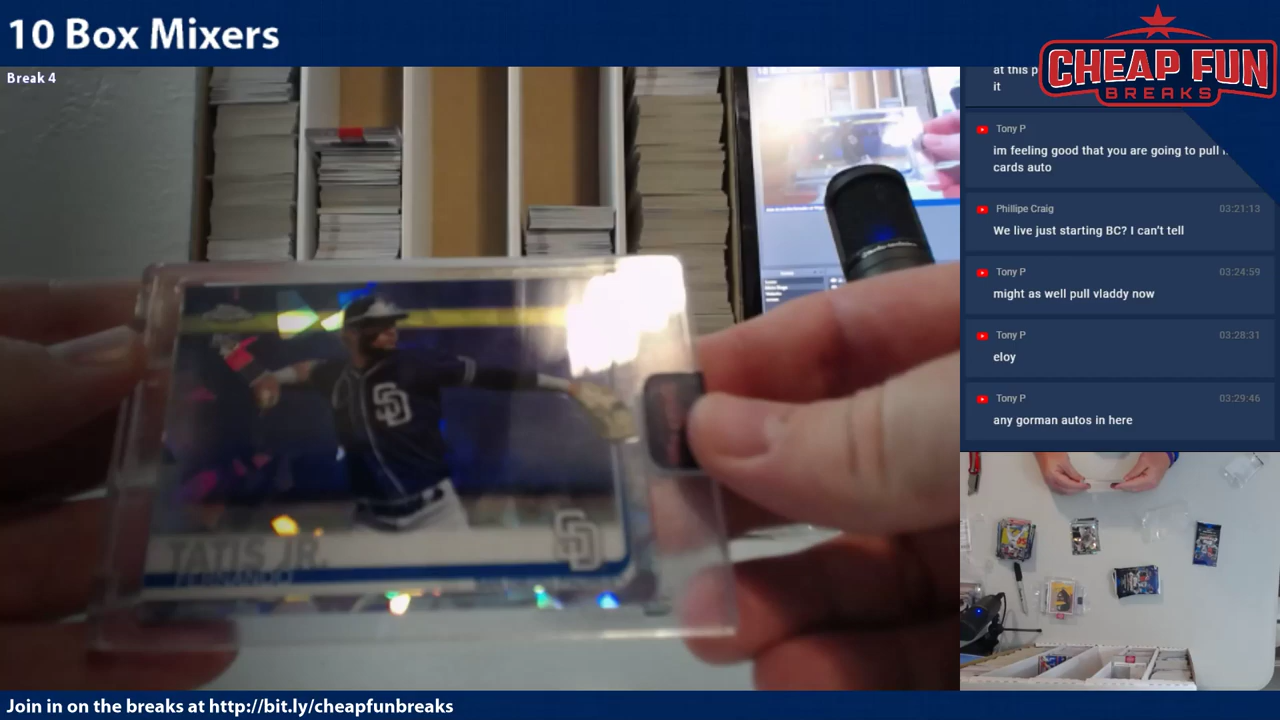 10 Box Mixers
CHEAP FUN
BREAKS
Break 4
at this p
it
Tony P
im feeling good that you are going to pull
cards auto
Phillipe Craig
03:21:13
We live just starting BC? I can't tell
Tony P
03:24:59
might as well pull vladdy now
Tony P
03:28:31
eloy
Tony P
03:29:46
any gorman autos in here
SD
TATIS JR.
FERNANDO
SD
Join in on the breaks at http://bit.ly/cheapfunbreaks